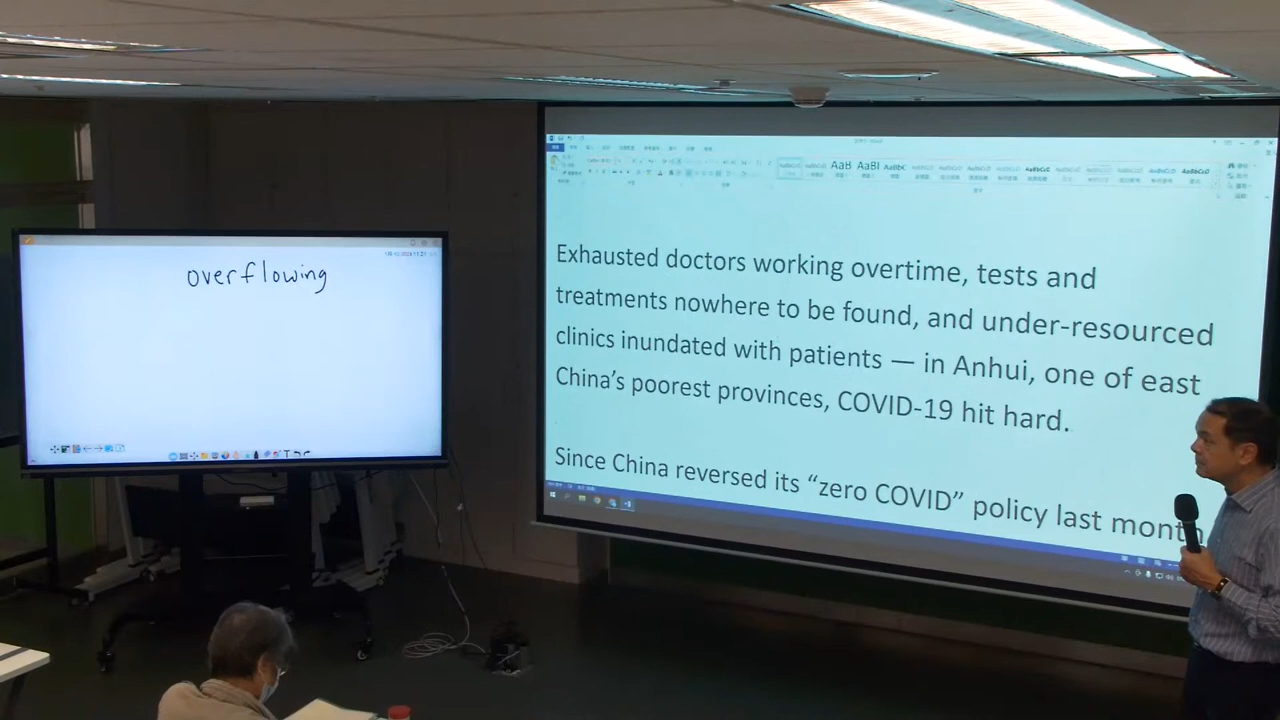 overflowing
Exhausted doctors working overtime, tests and
treatments nowhere to be found, and under-resourced
clinics inundated with patients — in Anhui, one of east
China's poorest provinces, COVID-19 hit hard.
Since China reversed its “zero COVID” policy last month